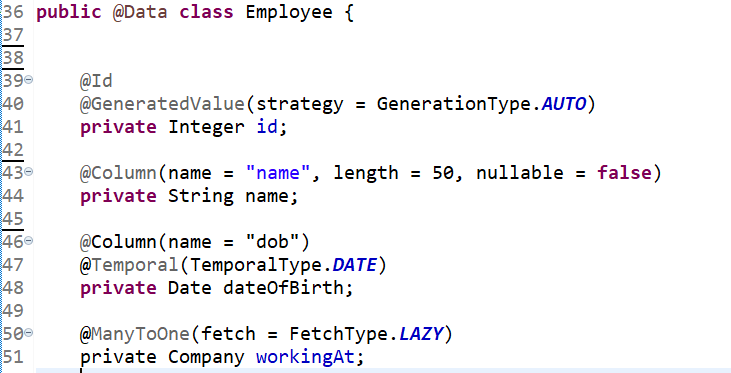 36 public @Data class Employee {
37
38
39 @Id
40 @GeneratedValue(strategy = GenerationType.AUTO)
41 private Integer id;
42
43 @Column(name = "name", length = 50, nullable = false)
44 private String name;
45
46 @Column(name = "dob")
47 @Temporal(TemporalType.DATE)
48 private Date dateOfBirth;
49
50 @ManyToOne(fetch = FetchType.LAZY)
51 private Company workingAt;